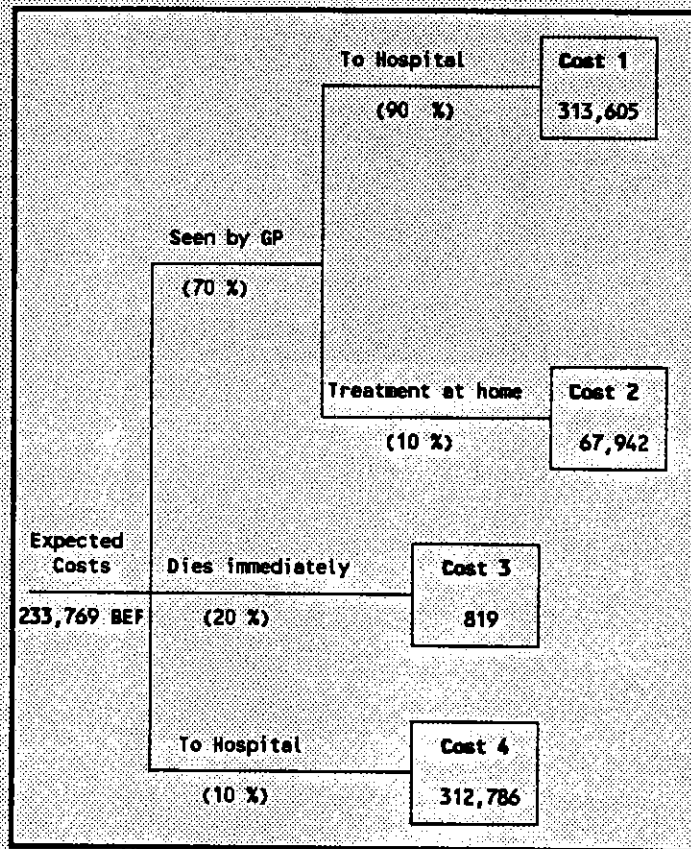 To Hospital
Cost 1
(90 %)
313,605
Seen by GP
(70 %)
Treatment at home
Cost 2
(10 %)
67,942
Expected
Costs
Dies immediately
Cost 3
233,769 BEF
(20 %)
819
To Hospital
Cost 4
(10 %)
312,786